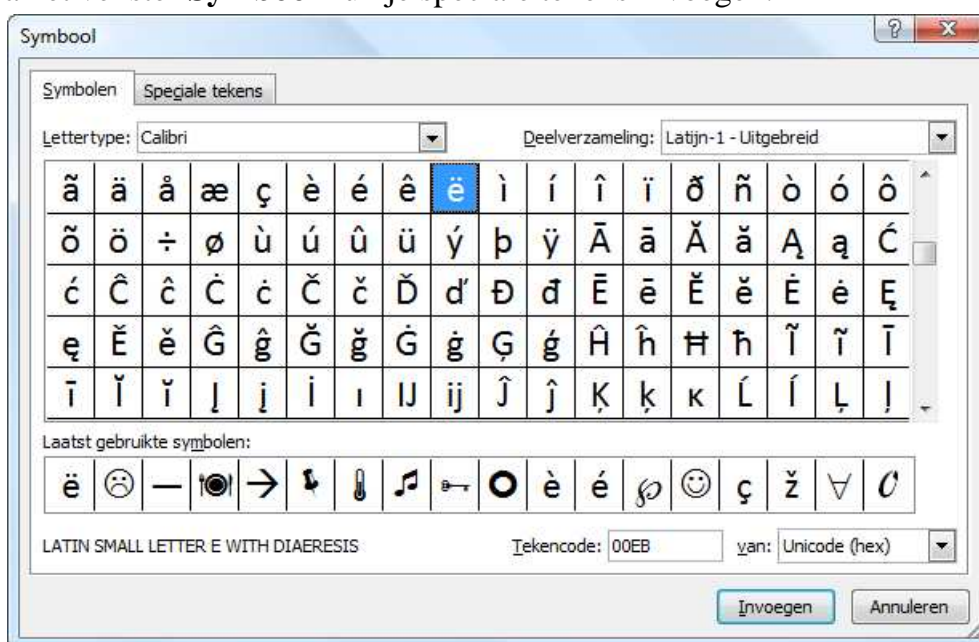 Symbool
Symbolen Speciale tekens
Lettertype: Calibri Deelverzameling: Latijn-1 - Uitgebreid
ã ä å æ ç è é ê ë ì í î ï ð ñ ò ó ô
õ ö ÷ ø ù ú û ü ý þ ÿ Ā ā Ă ă Ą ą Ć
ć Ĉ ĉ Ċ ċ Č č Ď ď Đ đ Ē ē Ĕ ĕ Ė ė Ę
ę Ě ě Ĝ ĝ Ğ ğ Ġ ġ Ģ ģ Ĥ ĥ Ħ ħ Ĩ ĩ Ī
ī Ĭ ĭ Į į İ ı Ĳ ĳ Ĵ ĵ Ķ ķ ĸ Ĺ ĺ Ļ ļ
Laatst gebruikte symbolen:
ë ☹ — 🍽 → 🌡 ♫ è é ℘ ☺ ç ž ∀ 𝒪
LATIN SMALL LETTER E WITH DIAERESIS Tekencode: 00EB van: Unicode (hex)
Invoegen Annuleren